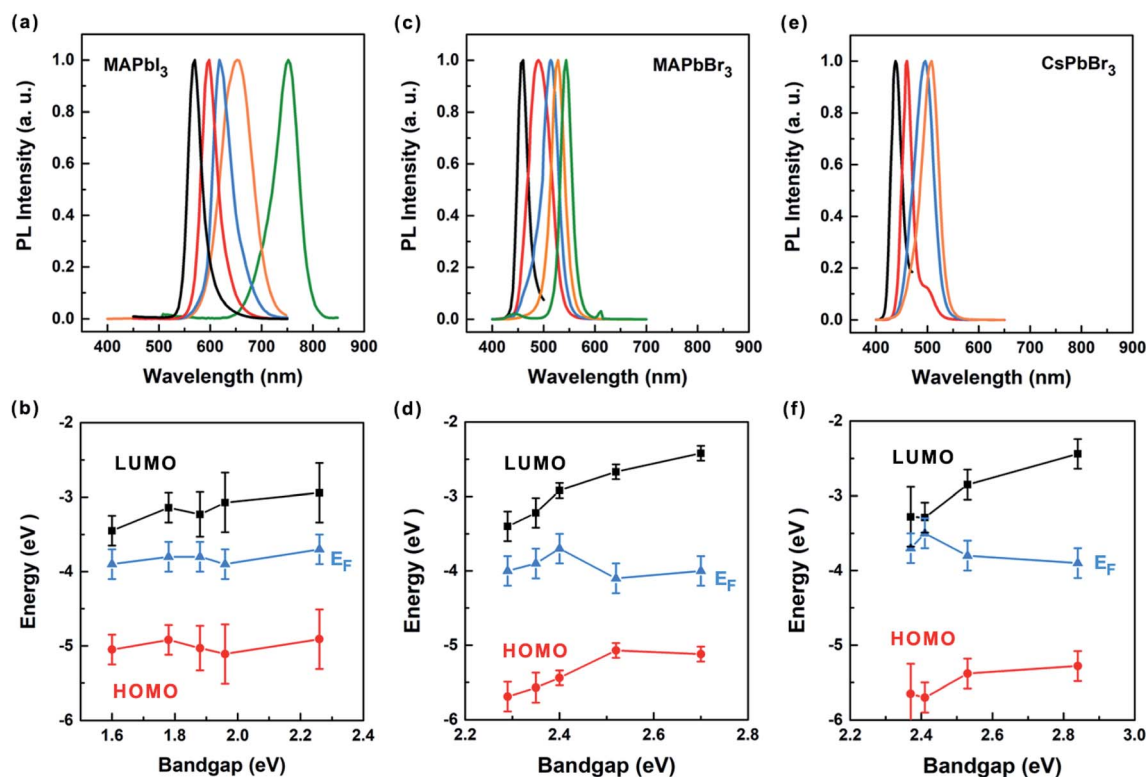 (a)
MAPbI3
PL Intensity (a. u.)
1.0
0.8
0.6
0.4
0.2
0.0
400 500 600 700 800 900
Wavelength (nm)
(c)
MAPbBr3
PL Intensity (a. u.)
1.0
0.8
0.6
0.4
0.2
0.0
400 500 600 700 800 900
Wavelength (nm)
(e)
CsPbBr3
PL Intensity (a. u.)
1.0
0.8
0.6
0.4
0.2
0.0
400 500 600 700 800 900
Wavelength (nm)
(b)
LUMO
EF
HOMO
Energy (eV )
-2
-3
-4
-5
-6
1.6 1.8 2.0 2.2 2.4
Bandgap (eV)
(d)
LUMO
EF
HOMO
Energy (eV )
-2
-3
-4
-5
-6
2.2 2.4 2.6 2.8
Bandgap (eV)
(f)
LUMO
EF
HOMO
Energy (eV )
-2
-3
-4
-5
-6
2.2 2.4 2.6 2.8 3.0
Bandgap (eV)